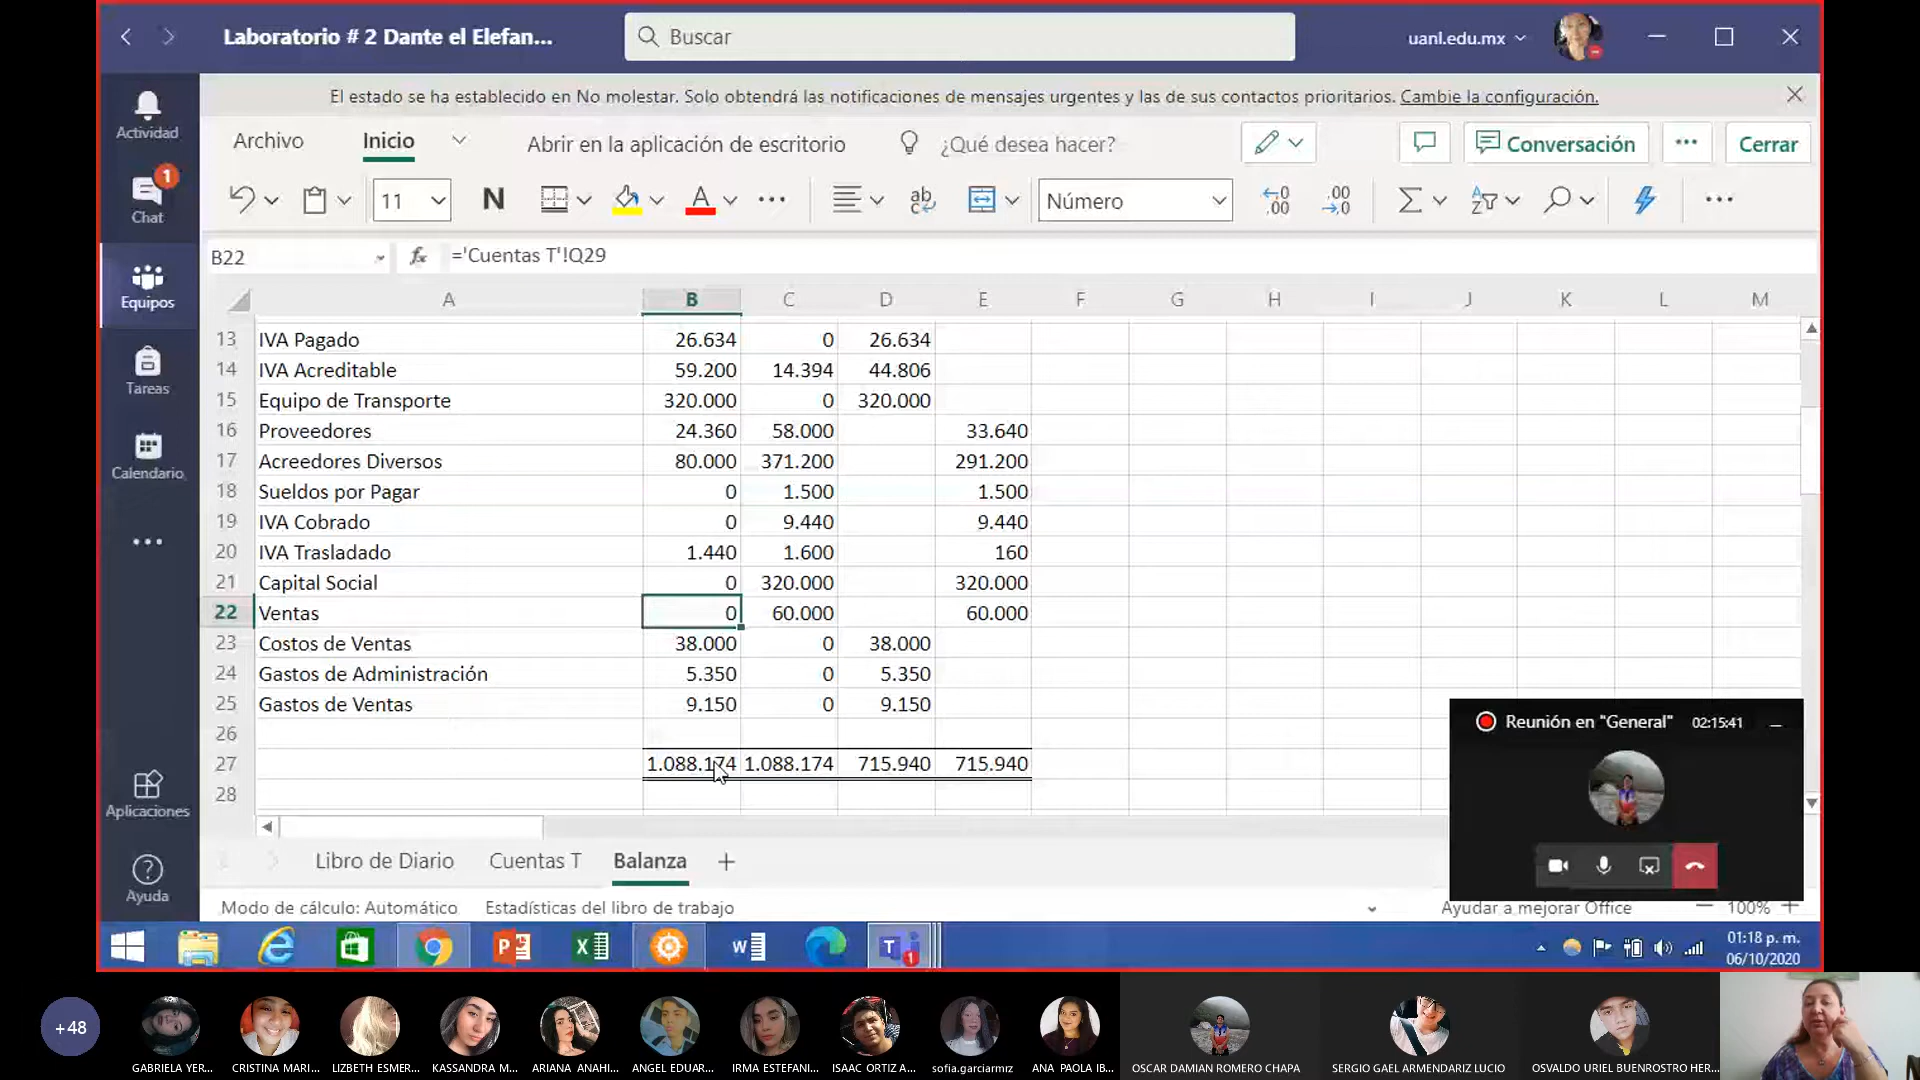 Laboratorio # 2 Dante el Elefan...
Buscar
uanl.edu.mx
El estado se ha establecido en No molestar. Solo obtendrá las notificaciones de mensajes urgentes y las de sus contactos prioritarios. Cambie la configuración.
Actividad
1
Chat
Equipos
Tareas
Calendario
Aplicaciones
Ayuda
Archivo Inicio Abrir en la aplicación de escritorio ¿Qué desea hacer? Conversación Cerrar
11 N A ab Número
B22 fx ='Cuentas T'!Q29
A B C D E F G H I J K L M
13 IVA Pagado 26.634 0 26.634
14 IVA Acreditable 59.200 14.394 44.806
15 Equipo de Transporte 320.000 0 320.000
16 Proveedores 24.360 58.000 33.640
17 Acreedores Diversos 80.000 371.200 291.200
18 Sueldos por Pagar 0 1.500 1.500
19 IVA Cobrado 0 9.440 9.440
20 IVA Trasladado 1.440 1.600 160
21 Capital Social 0 320.000 320.000
22 Ventas 0 60.000 60.000
23 Costos de Ventas 38.000 0 38.000
24 Gastos de Administración 5.350 0 5.350
25 Gastos de Ventas 9.150 0 9.150
26
27 1.088.174 1.088.174 715.940 715.940
28
Reunión en "General" 02:15:41
Libro de Diario Cuentas T Balanza
Modo de cálculo: Automático Estadísticas del libro de trabajo Ayudar a mejorar Office 100%
01:18 p. m.
06/10/2020
+48
GABRIELA YER... CRISTINA MARI... LIZBETH ESMER... KASSANDRA M... ARIANA ANAHI... ANGEL EDUAR... IRMA ESTEFANI... ISAAC ORTIZ A... sofia.garciarmrz ANA PAOLA IB... OSCAR DAMIAN ROMERO CHAPA SERGIO GAEL ARMENDARIZ LUCIO OSVALDO URIEL BUENROSTRO HER...